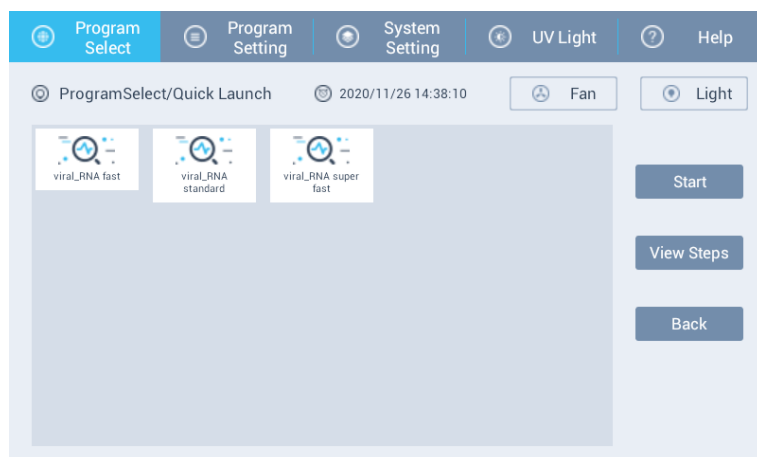 Program
Select
Program
Setting
System
Setting
UV Light
Help
ProgramSelect/Quick Launch
2020/11/26 14:38:10
Fan
Light
viral_RNA fast
viral_RNA
standard
viral_RNA super
fast
Start
View Steps
Back